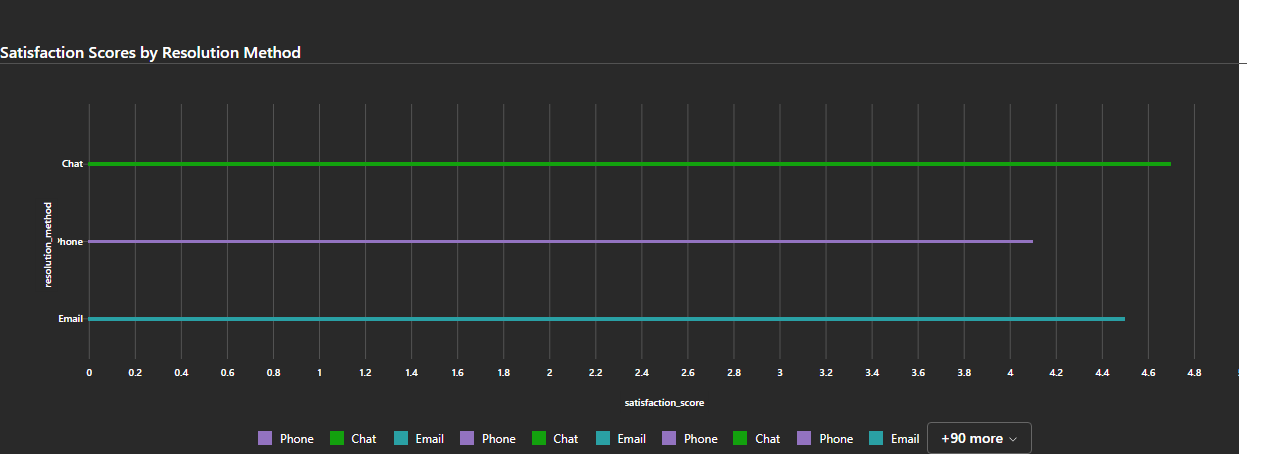 Satisfaction Scores by Resolution Method
resolution_method
Chat
Phone
Email
0 0.2 0.4 0.6 0.8 1 1.2 1.4 1.6 1.8 2 2.2 2.4 2.6 2.8 3 3.2 3.4 3.6 3.8 4 4.2 4.4 4.6 4.8
satisfaction_score
Phone Chat Email Phone Chat Email Phone Chat Phone Email +90 more